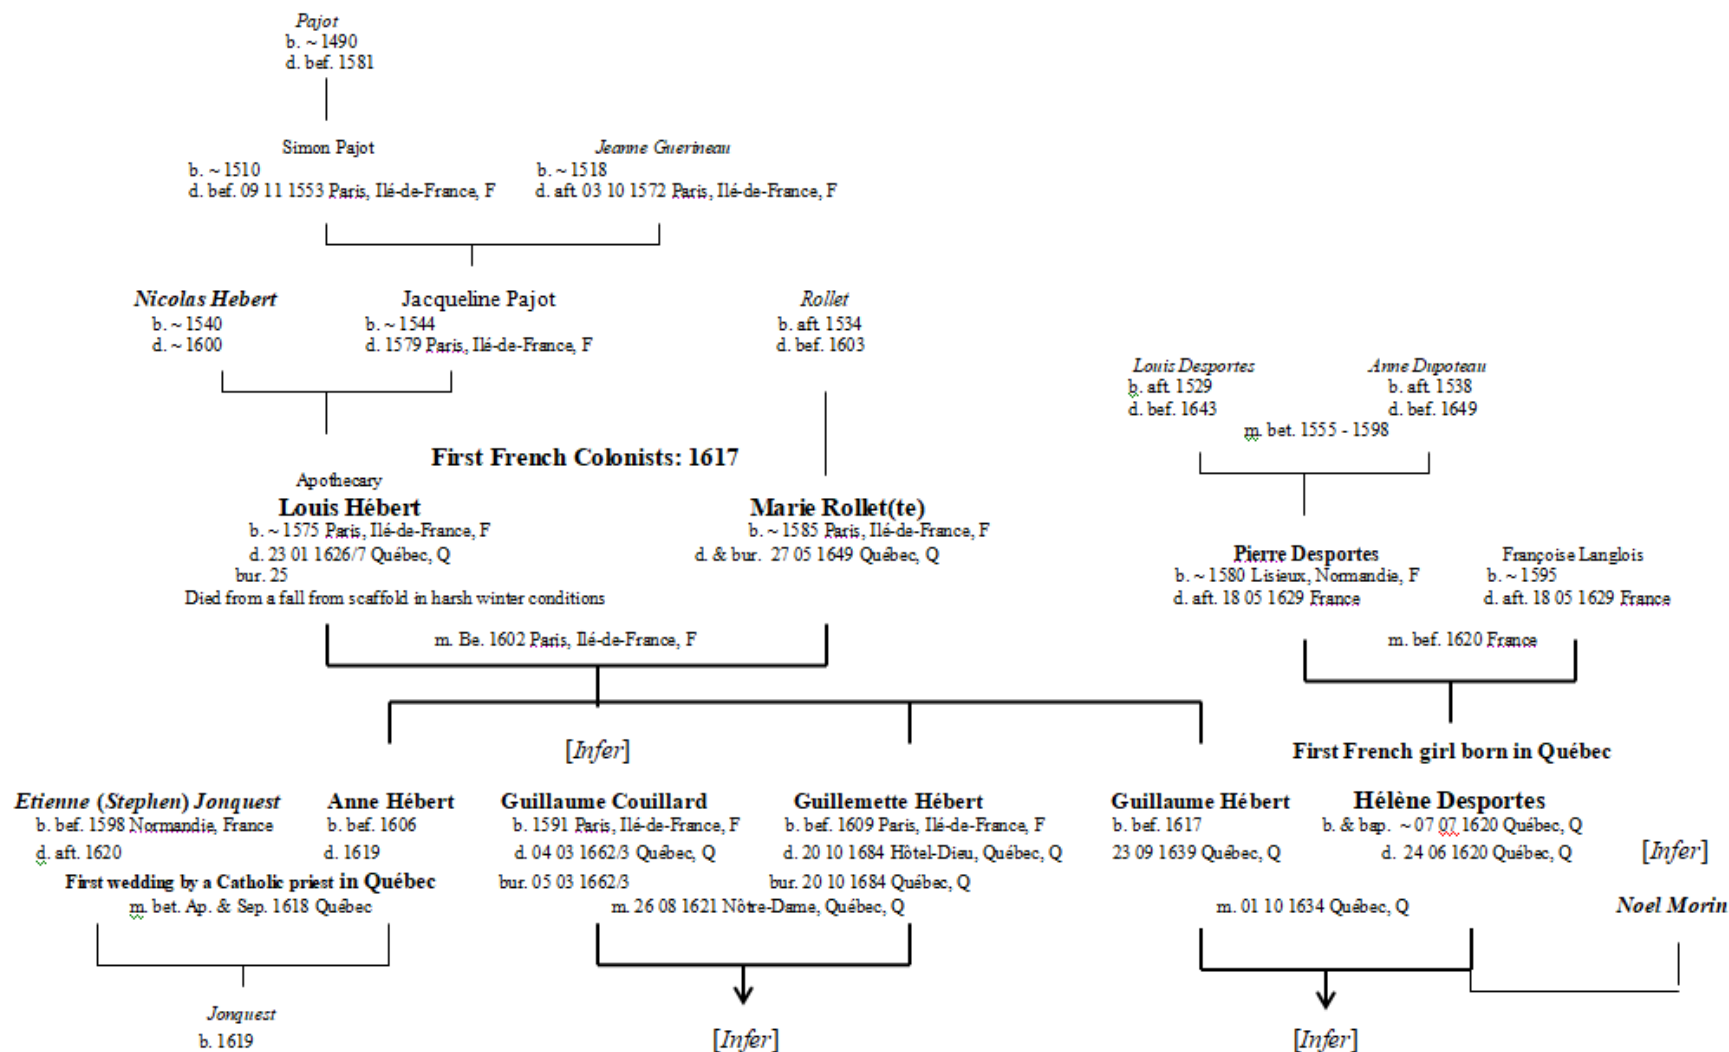 Pajot
b. ~ 1490
d. bef. 1581
Simon Pajot
b. ~ 1510
d. bef. 09 11 1553 Paris, Ilé-de-France, F
Jeanne Guerineau
b. ~ 1518
d. aft. 03 10 1572 Paris, Ilé-de-France, F
Nicolas Hebert
b. ~ 1540
d. ~ 1600
Jacqueline Pajot
b. ~ 1544
d. 1579 Paris, Ilé-de-France, F
Rollet
b. aft. 1534
d. bef. 1603
Louis Desportes
b. aft. 1529
d. bef. 1643
Anne Dupoteau
b. aft. 1538
d. bef. 1649
m. bet. 1555 - 1598
First French Colonists: 1617
Apothecary
Louis Hébert
b. ~ 1575 Paris, Ilé-de-France, F
d. 23 01 1626/7 Québec, Q
bur. 25
Died from a fall from scaffold in harsh winter conditions
Marie Rollet(te)
b. ~ 1585 Paris, Ilé-de-France, F
d. & bur. 27 05 1649 Québec, Q
m. Be. 1602 Paris, Ilé-de-France, F
Pierre Desportes
b. ~ 1580 Lisieux, Normandie, F
d. aft. 18 05 1629 France
Françoise Langlois
b. ~ 1595
d. aft. 18 05 1629 France
m. bef. 1620 France
[Infer]
First French girl born in Québec
Etienne (Stephen) Jonquest
b. bef. 1598 Normandie, France
d. aft. 1620
Anne Hébert
b. bef. 1606
d. 1619
First wedding by a Catholic priest in Québec
m. bet. Ap. & Sep. 1618 Québec
Guillaume Couillard
b. 1591 Paris, Ilé-de-France, F
d. 04 03 1662/3 Québec, Q
bur. 05 03 1662/3
Guillemette Hébert
b. bef. 1609 Paris, Ilé-de-France, F
d. 20 10 1684 Hôtel-Dieu, Québec, Q
bur. 20 10 1684 Québec, Q
m. 26 08 1621 Nôtre-Dame, Québec, Q
Guillaume Hébert
b. bef. 1617
23 09 1639 Québec, Q
Hélène Desportes
b. & bap. ~ 07 07 1620 Québec, Q
d. 24 06 1620 Québec, Q
m. 01 10 1634 Québec, Q
[Infer]
Noel Morin
Jonquest
b. 1619
[Infer]
[Infer]